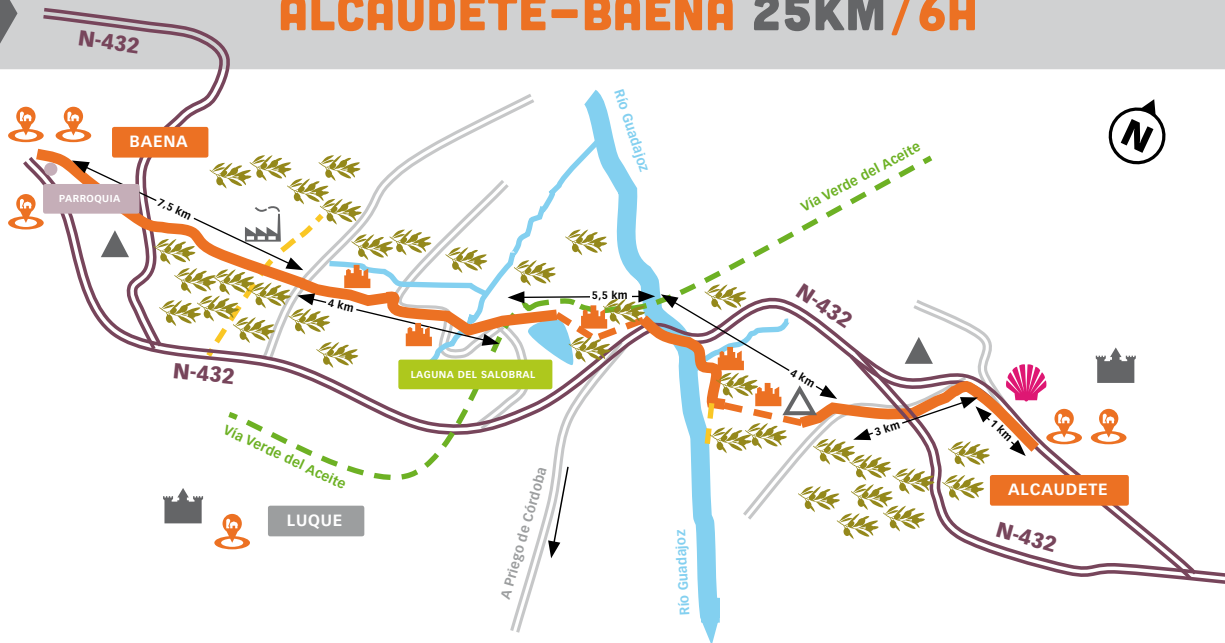 ALCAUDETE–BAENA 25KM/6H
N-432
Río Guadajoz
N
BAENA
Vía Verde del Aceite
PARROQUIA
7,5 km
5,5 km
4 km
N-432
N-432
LAGUNA DEL SALOBRAL
4 km
3 km
1 km
Vía Verde del Aceite
ALCAUDETE
A Priego de Córdoba
LUQUE
N-432
Río Guadajoz